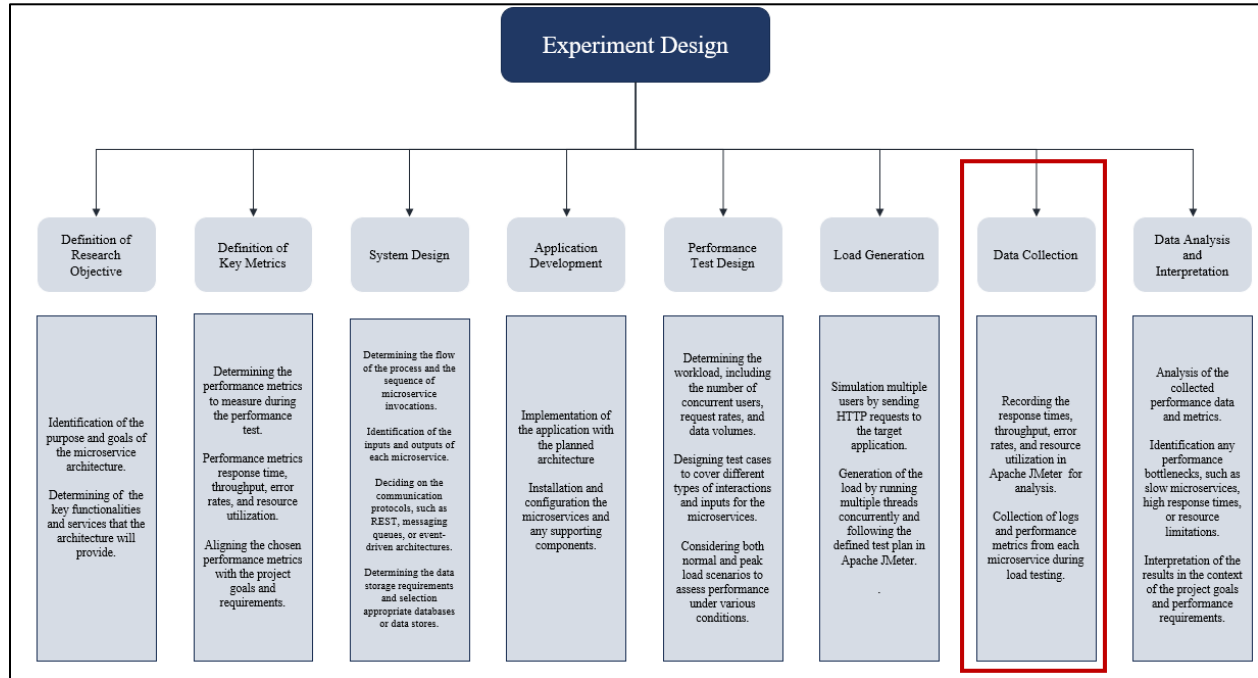 Experiment Design
Definition of
Research
Objective
Definition of
Key Metrics
System Design
Application
Development
Performance
Test Design
Load Generation
Data Collection
Data Analysis
and
Interpretation
Identification of the
purpose and goals of
the microservice
architecture.
Determining of the
key functionalities
and services that the
architecture will
provide.
Determining the
performance metrics
to measure during
the performance
test.
Performance metrics
response time,
throughput, error
rates, and resource
utilization.
Aligning the chosen
performance metrics
with the project
goals and
requirements.
Determining the flow
of the process and the
sequence of
microservice
invocations.
Identification of the
inputs and outputs of
each microservice.
Deciding on the
communication
protocols, such as
REST, messaging
queues, or event-
driven architectures.
Determining the data
storage requirements
and selection
appropriate databases
or data stores.
Implementation of
the application with
the planned
architecture
Installation and
configuration the
microservices and
any supporting
components.
Determining the
workload, including
the number of
concurrent users,
request rates, and
data volumes.
Designing test cases
to cover different
types of interactions
and inputs for the
microservices.
Considering both
normal and peak
load scenarios to
assess performance
under various
conditions.
Simulation multiple
users by sending
HTTP requests to
the target
application.
Generation of the
load by running
multiple threads
concurrently and
following the
defined test plan in
Apache JMeter.
.
Recording the
response times,
throughput, error
rates, and resource
utilization in
Apache JMeter for
analysis.
Collection of logs
and performance
metrics from each
microservice during
load testing.
Analysis of the
collected
performance data
and metrics.
Identification any
performance
bottlenecks, such as
slow microservices,
high response times,
or resource
limitations.
Interpretation of the
results in the context
of the project goals
and performance
requirements.